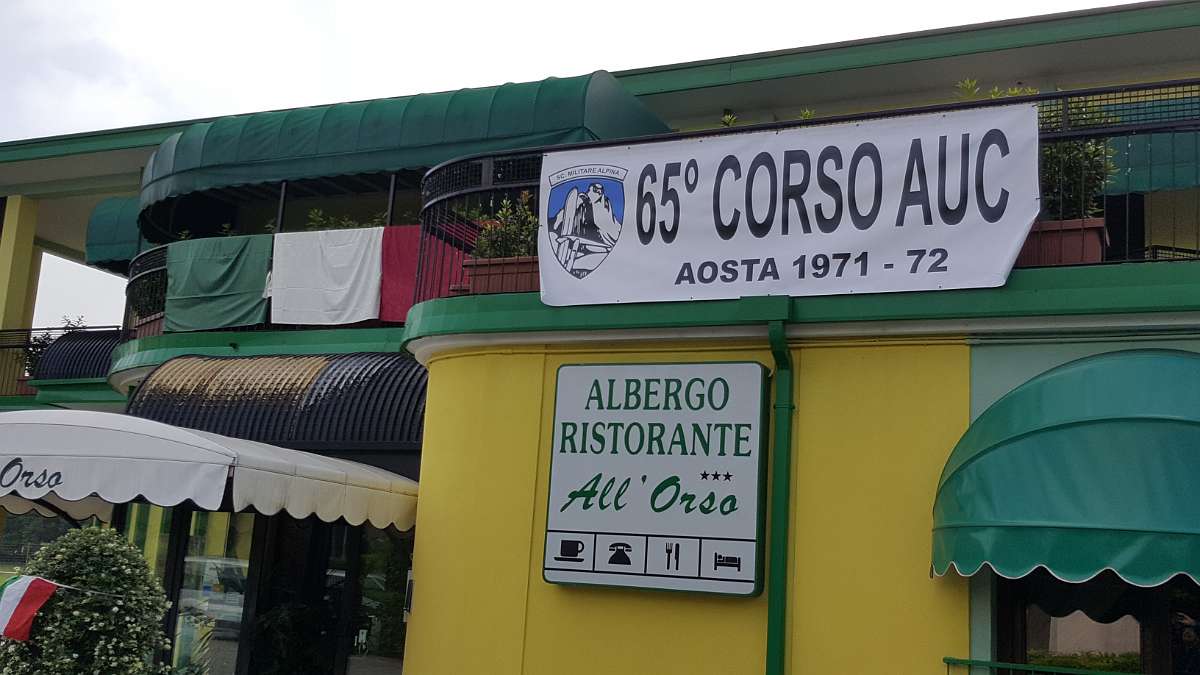 SC. MILITARE ALPINA
65° CORSO AUC
AOSTA 1971 - 72
ALBERGO
RISTORANTE
All'Orso
Orso